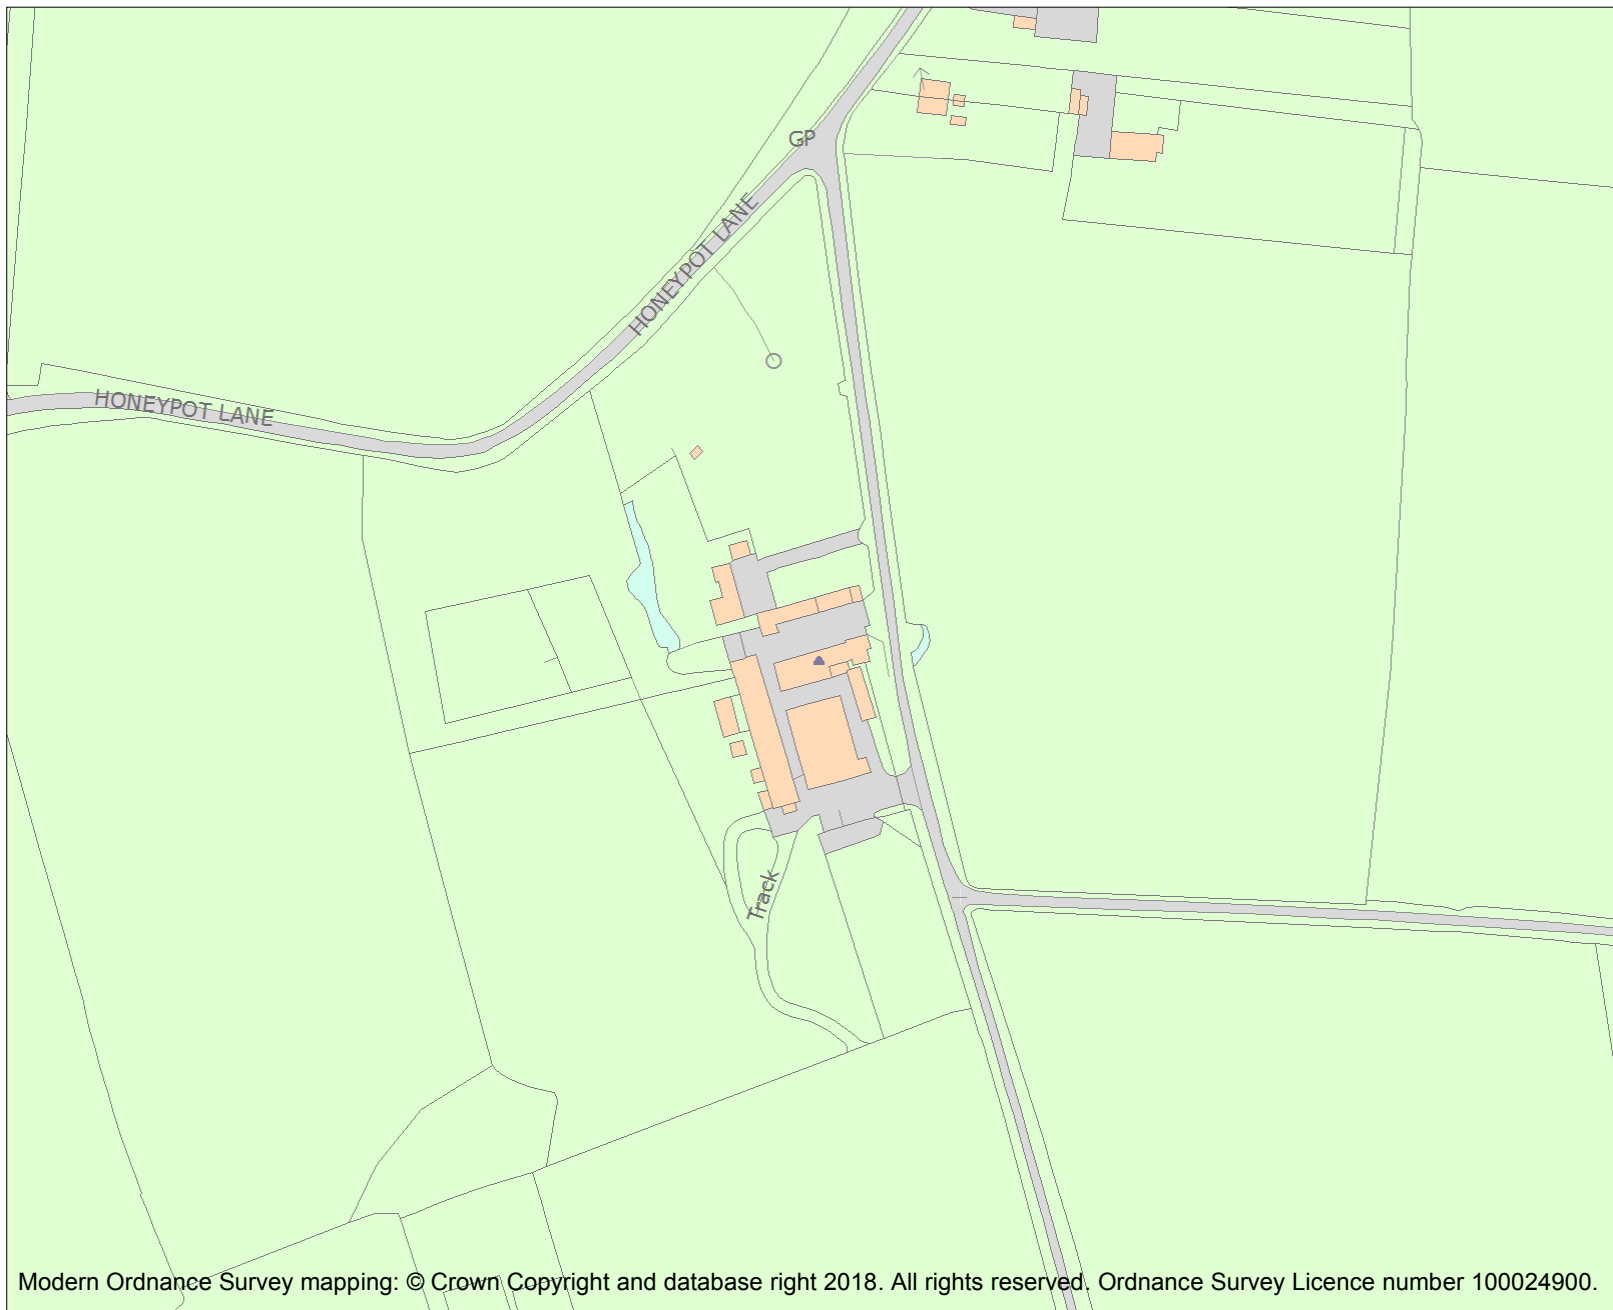 GP
HONEYPOT LANE
HONEYPOT LANE
Track
Modern Ordnance Survey mapping: © Crown Copyright and database right 2018. All rights reserved. Ordnance Survey Licence number 100024900.